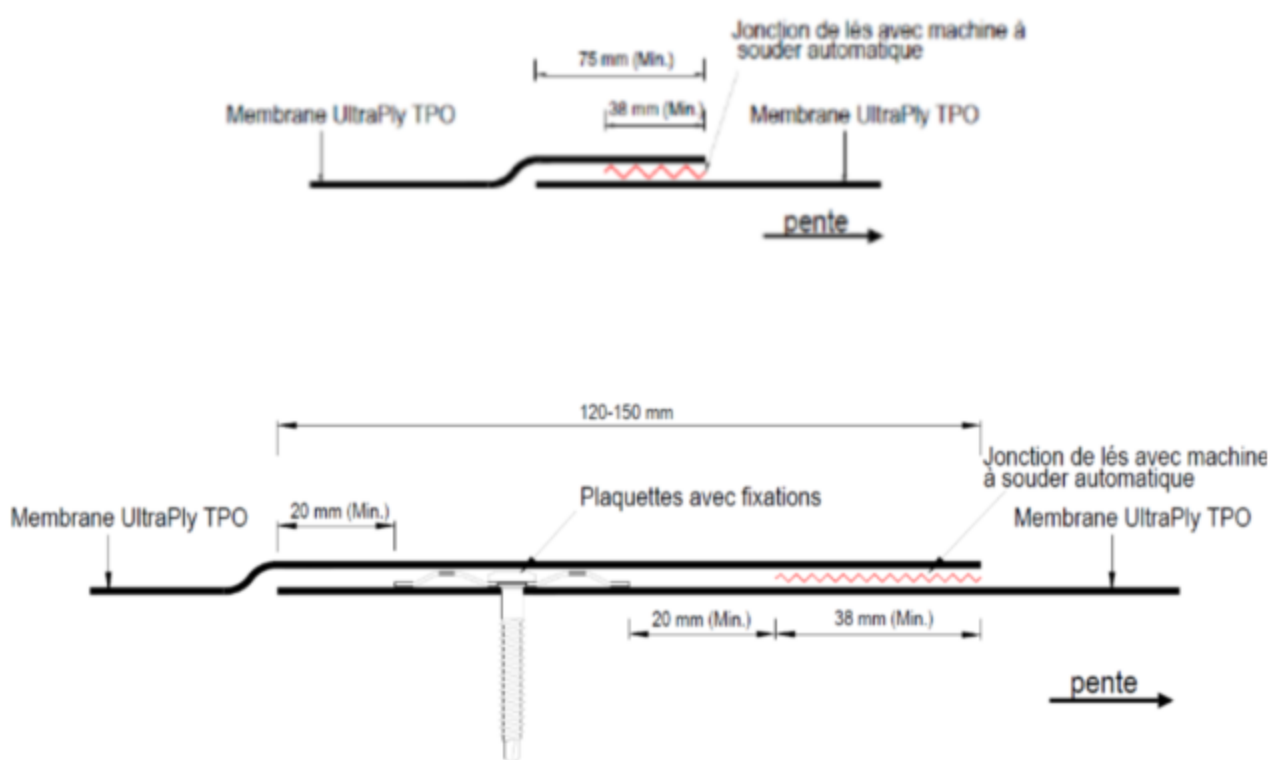 Jonction de lés avec machine à
souder automatique
75 mm (Min.)
38 mm (Min.)
Membrane UltraPly TPO
Membrane UltraPly TPO
pente
120-150 mm
Jonction de lés avec machine
à souder automatique
Plaquettes avec fixations
20 mm (Min.)
Membrane UltraPly TPO
Membrane UltraPly TPO
20 mm (Min.)
38 mm (Min.)
pente